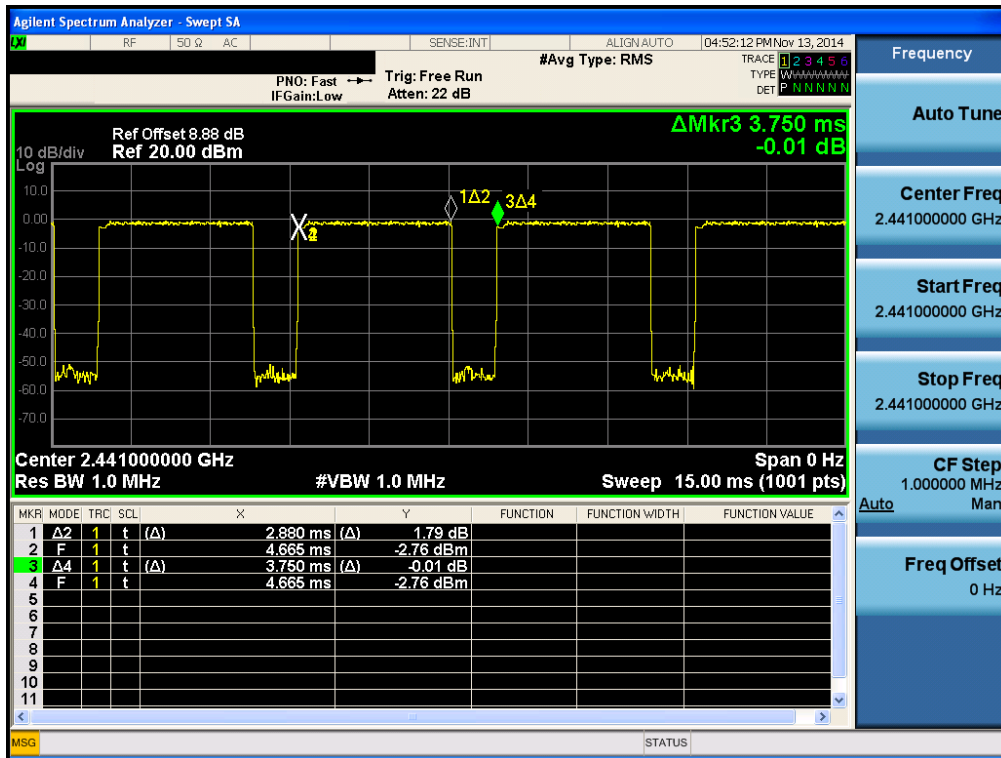 Agilent Spectrum Analyzer - Swept SA
LXI RF 50 Ω AC SENSE:INT ALIGN AUTO 04:52:12 PM Nov 13, 2014
PNO: Fast
IFGain:Low
Trig: Free Run
Atten: 22 dB
#Avg Type: RMS
TRACE 1 2 3 4 5 6
TYPE W
DET P N N N N N
Ref Offset 8.88 dB
10 dB/div Ref 20.00 dBm
Log
ΔMkr3 3.750 ms
-0.01 dB
10.0
0.00
-10.0
-20.0
-30.0
-40.0
-50.0
-60.0
-70.0
1Δ2
3Δ4
Center 2.441000000 GHz Span 0 Hz
Res BW 1.0 MHz #VBW 1.0 MHz Sweep 15.00 ms (1001 pts)
MKR MODE TRC SCL X Y FUNCTION FUNCTION WIDTH FUNCTION VALUE
1 Δ2 1 t (Δ) 2.880 ms (Δ) 1.79 dB
2 F 1 t 4.665 ms -2.76 dBm
3 Δ4 1 t (Δ) 3.750 ms (Δ) -0.01 dB
4 F 1 t 4.665 ms -2.76 dBm
5
6
7
8
9
10
11
MSG STATUS
Frequency
Auto Tune
Center Freq
2.441000000 GHz
Start Freq
2.441000000 GHz
Stop Freq
2.441000000 GHz
CF Step
1.000000 MHz
Auto Man
Freq Offset
0 Hz